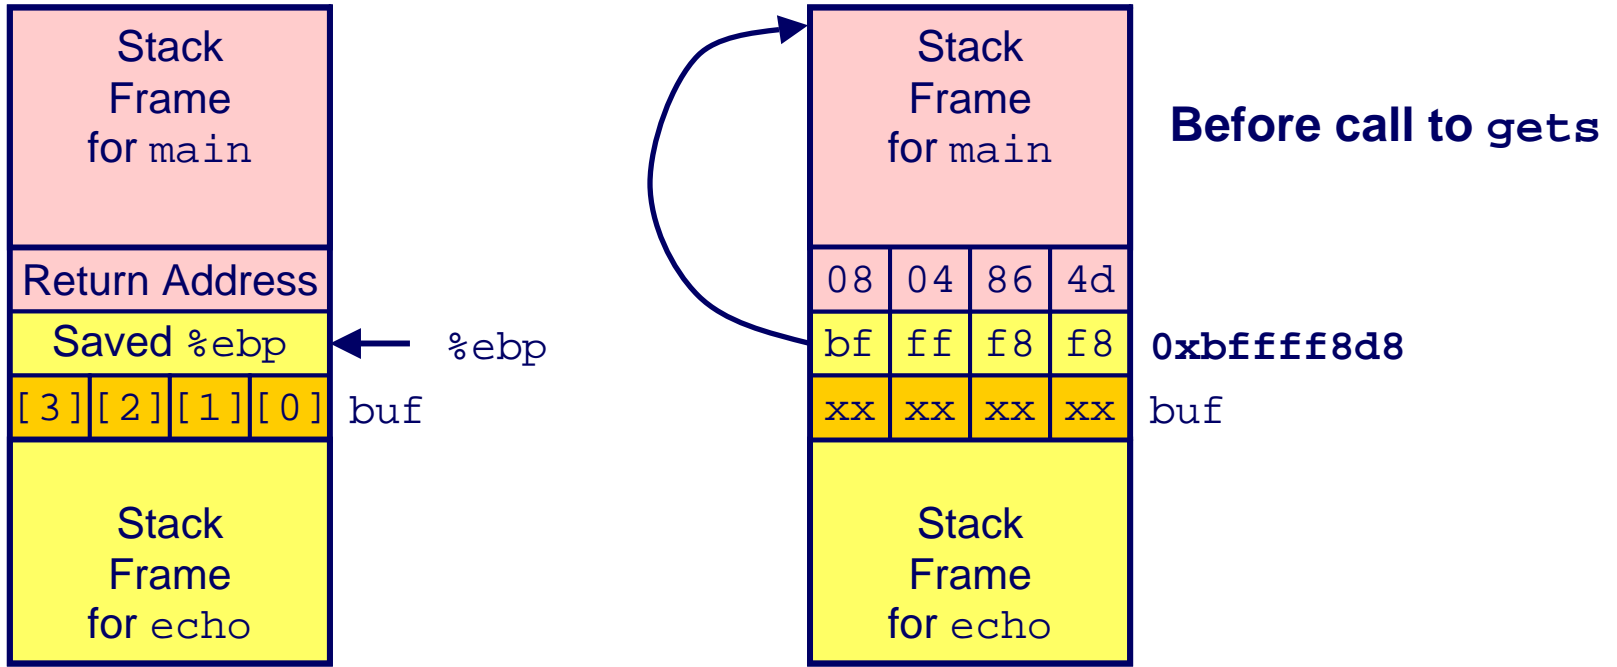 Stack
Frame
for main
Return Address
Saved %ebp
%ebp
[3] [2] [1] [0]
buf
Stack
Frame
for echo
Stack
Frame
for main
Before call to gets
08 04 86 4d
bf ff f8 f8
0xbffff8d8
xx xx xx xx
buf
Stack
Frame
for echo